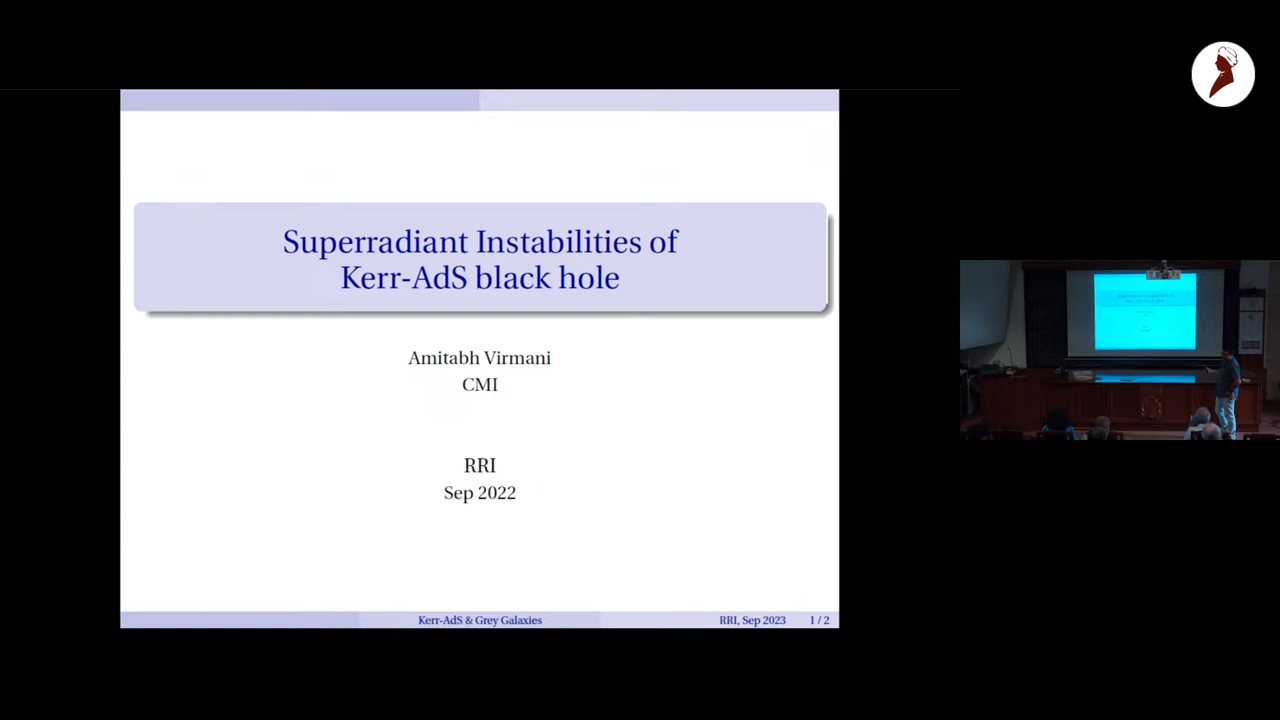 Superradiant Instabilities of
Kerr-AdS black hole
Amitabh Virmani
CMI
RRI
Sep 2022
Kerr-AdS & Grey Galaxies
RRI, Sep 2023
1 / 2